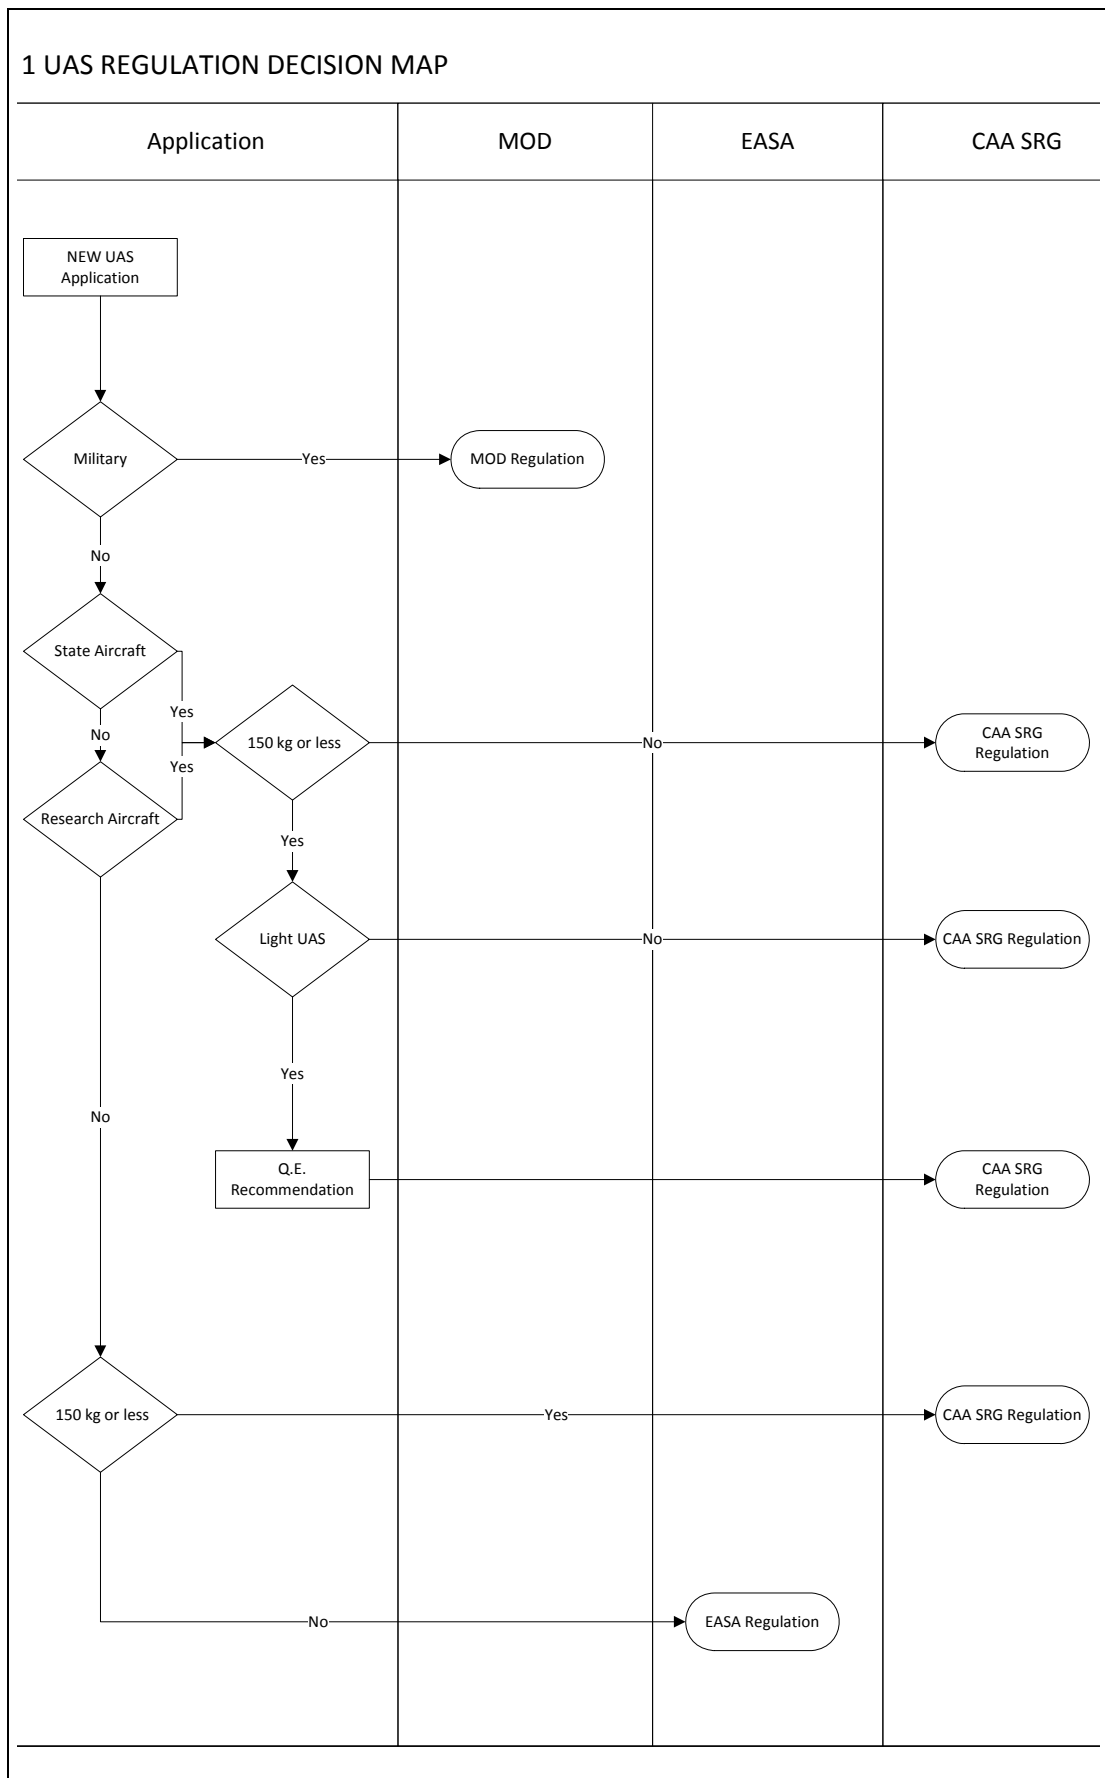 1 UAS REGULATION DECISION MAP
Application
MOD
EASA
CAA SRG
NEW UAS
Application
Military
Yes
MOD Regulation
No
State Aircraft
Yes
No
150 kg or less
No
CAA SRG
Regulation
Yes
Research Aircraft
Yes
Light UAS
No
CAA SRG Regulation
Yes
No
Q.E.
Recommendation
CAA SRG
Regulation
150 kg or less
Yes
CAA SRG Regulation
No
EASA Regulation